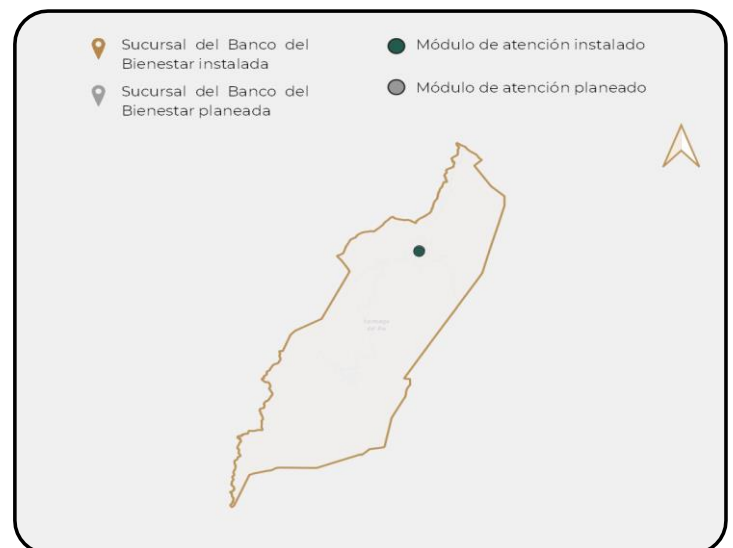 Sucursal del Banco del
Bienestar instalada
Sucursal del Banco del
Bienestar planeada
Módulo de atención instalado
Módulo de atención planeado